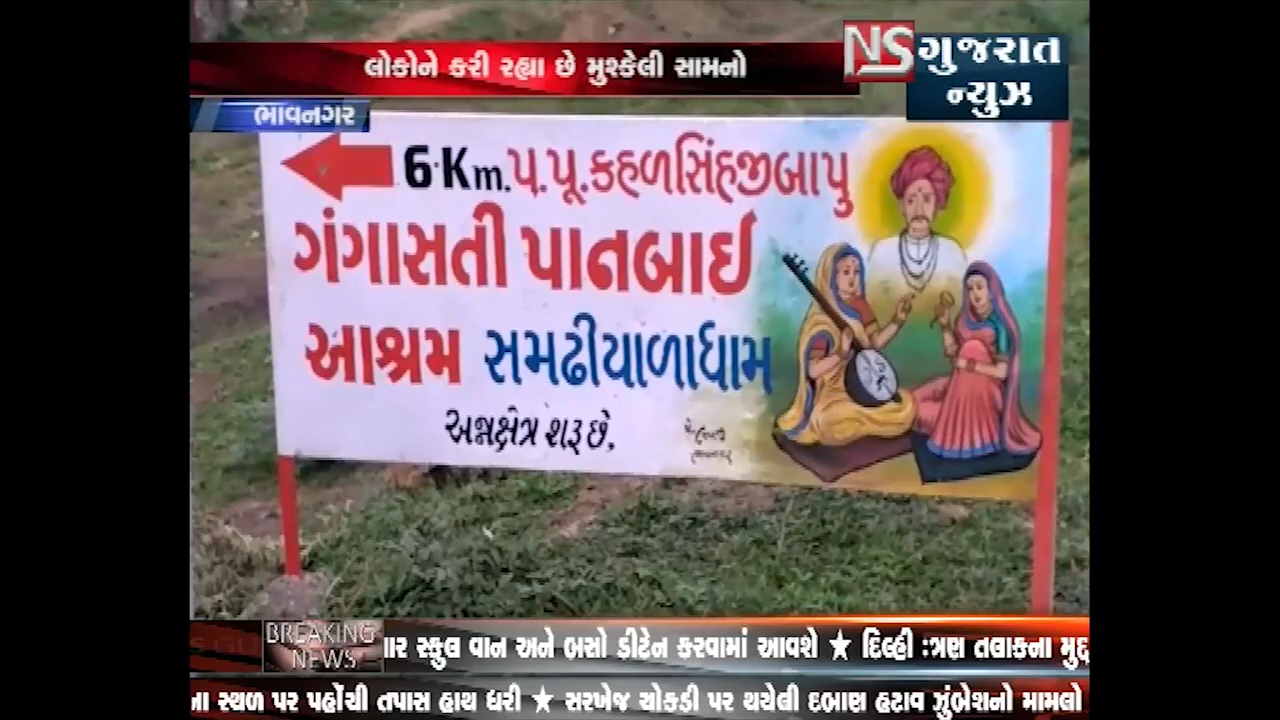 લોકોને કરી રહ્યા છે મુશ્કેલી સામનો
NS ગુજરાત
ન્યુઝ
ભાવનગર
6 Km. પ.પૂ. કહળસિંહજીબાપુ
ગંગાસતી પાનબાઈ
આશ્રમ સમઢીયાળાધામ
અન્નક્ષેત્ર શરૂ છે.
BREAKING
NEWS
ાર સ્કુલ વાન અને બસો ડીટેન કરવામાં આવશે ★ દિલ્હી :ત્રણ તલાકના મુદ્
ના સ્થળ પર પહોંચી તપાસ હાથ ધરી ★ સરખેજ ચોકડી પર થયેલી દબાણ હટાવ ઝુંબેશનો મામલો